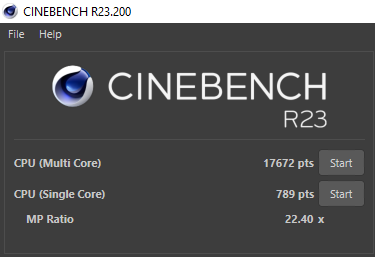 CINEBENCH R23.200
File Help
CINEBENCH
R23
CPU (Multi Core) 17672 pts Start
CPU (Single Core) 789 pts Start
MP Ratio 22.40 x